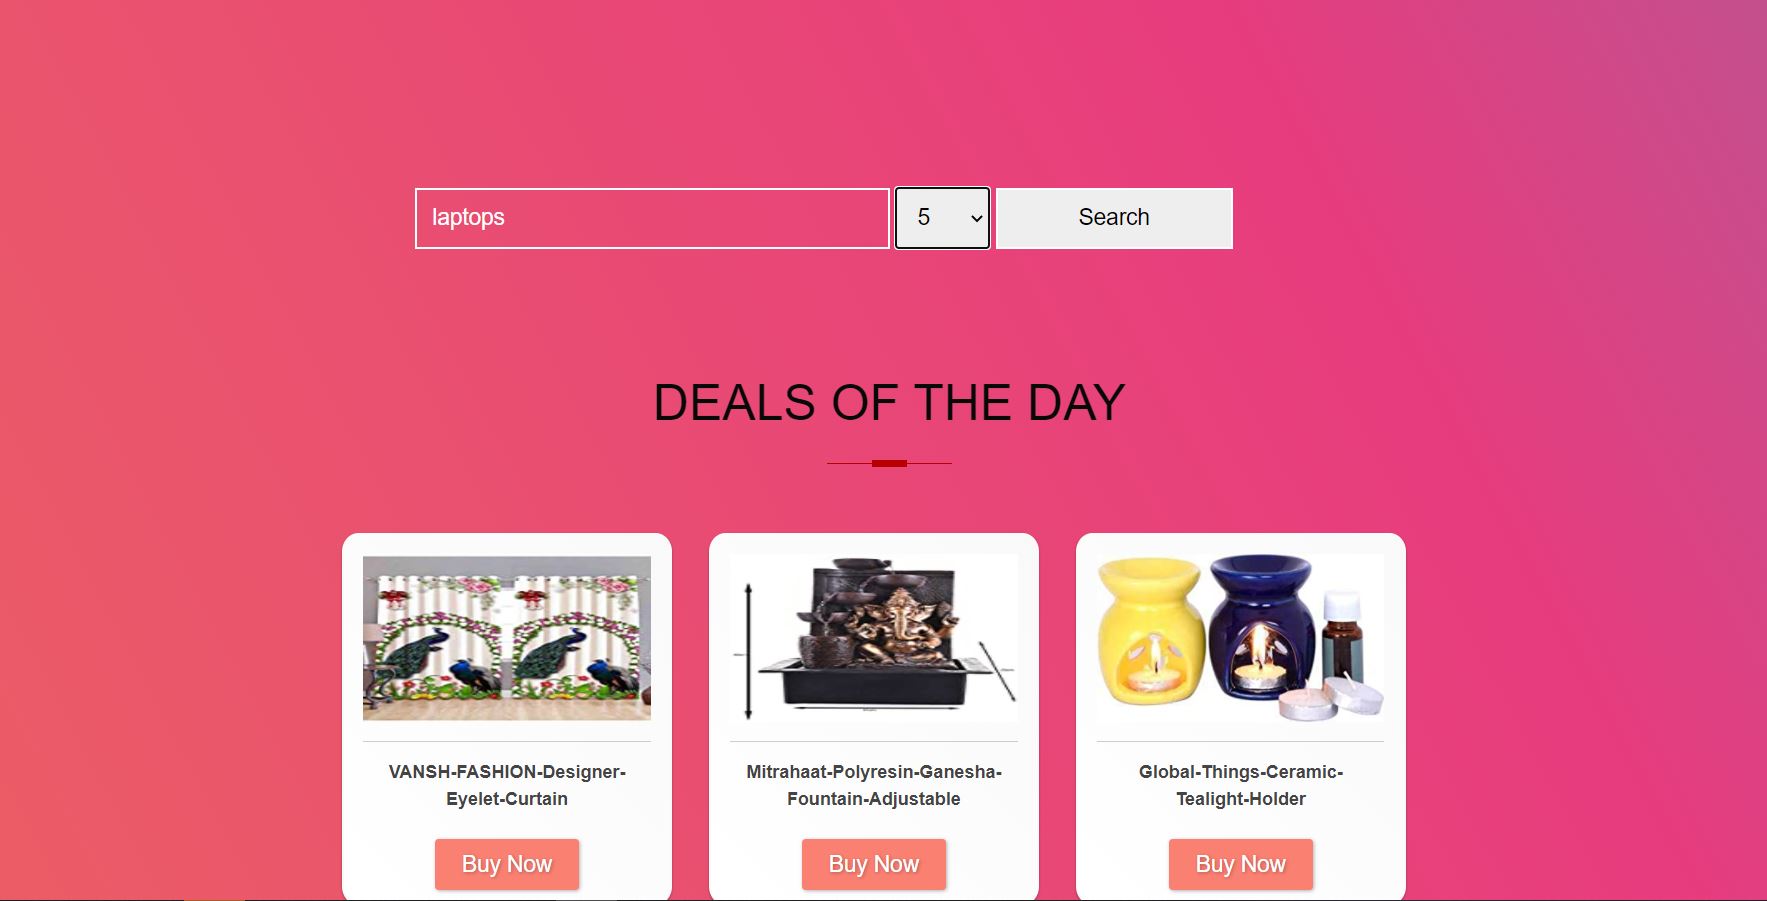 laptops
5
Search
DEALS OF THE DAY
VANSH-FASHION-Designer-
Eyelet-Curtain
Buy Now
Mitrahaat-Polyresin-Ganesha-
Fountain-Adjustable
Buy Now
Global-Things-Ceramic-
Tealight-Holder
Buy Now